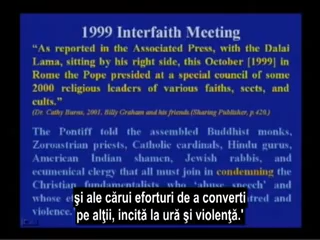 1999 Interfaith Meeting
“As reported in the Associated Press, with the Dalai
Lama, sitting by his right side, this October [1999] in
Rome the Pope presided at a special council of some
2000 religious leaders of various faiths, sects, and
cults.”
(Dr. Cathy Burns, 2001, Billy Graham and his friends (Sharing Publisher, p.420.)
The Pontiff told the assembled Buddhist monks,
Zoroastrian priests, Catholic cardinals, Hindu gurus,
American Indian shamen, Jewish rabbis, and
ecumenical clergy that all must join in condemning the
Christian fundamentalists who ‘abuse speech’ and
whose
violence.’
şi ale cărui eforturi de a converti
pe alţii, incită la ură şi violenţă.'